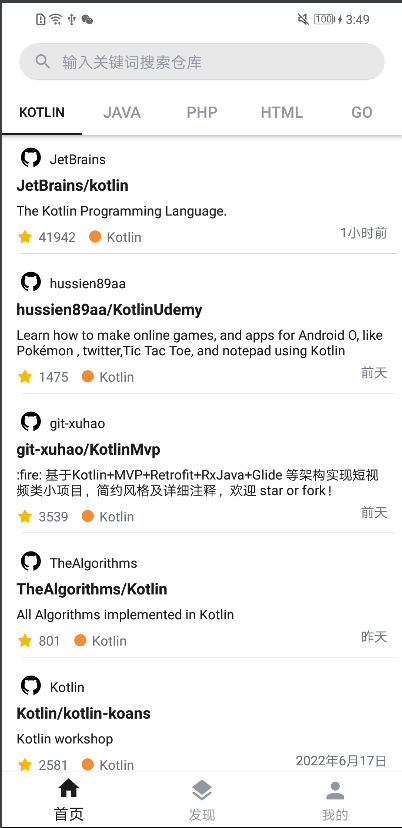 100 3:49
输入关键词搜索仓库
KOTLIN JAVA PHP HTML GO
JetBrains
JetBrains/kotlin
The Kotlin Programming Language.
41942 Kotlin 1小时前
hussien89aa
hussien89aa/KotlinUdemy
Learn how to make online games, and apps for Android O, like
Pokémon , twitter,Tic Tac Toe, and notepad using Kotlin
1475 Kotlin 前天
git-xuhao
git-xuhao/KotlinMvp
:fire: 基于Kotlin+MVP+Retrofit+RxJava+Glide 等架构实现短视
频类小项目，简约风格及详细注释，欢迎 star or fork！
3539 Kotlin 前天
TheAlgorithms
TheAlgorithms/Kotlin
All Algorithms implemented in Kotlin
801 Kotlin 昨天
Kotlin
Kotlin/kotlin-koans
Kotlin workshop
2581 Kotlin 2022年6月17日
首页 发现 我的